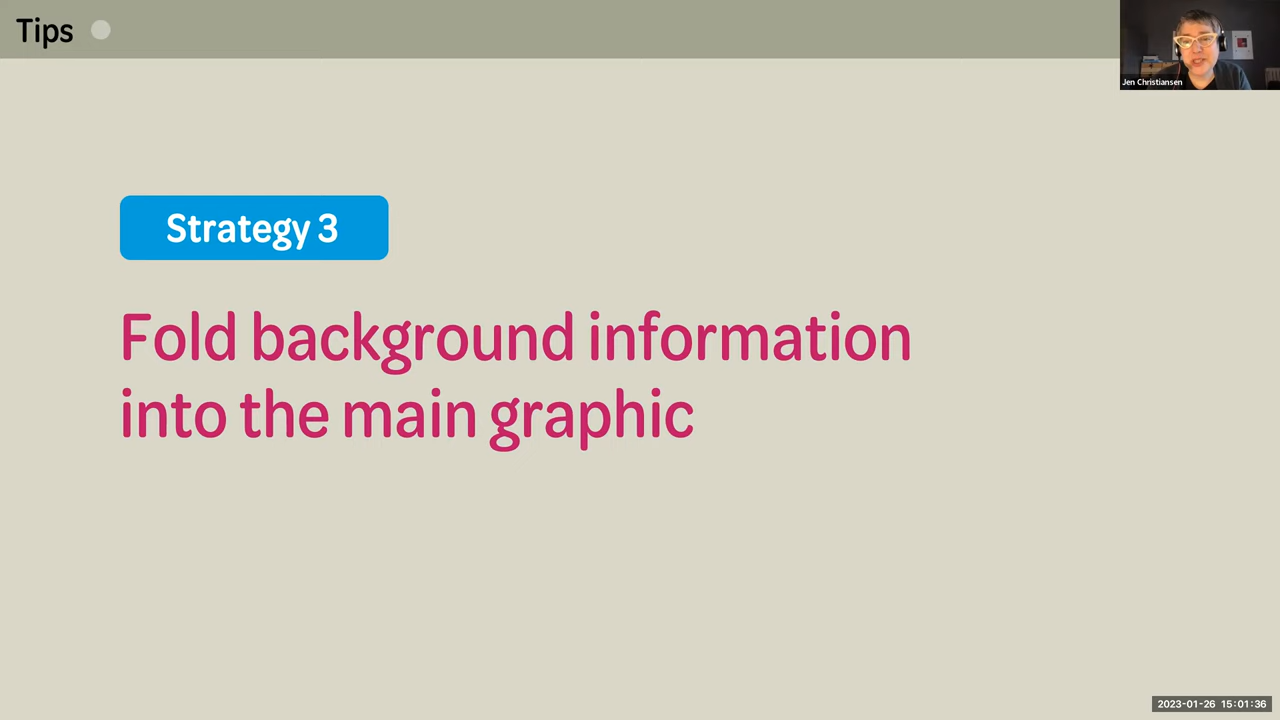 Tips
Jen Christiansen
Strategy 3
Fold background information
into the main graphic
2023-01-26 15:01:36